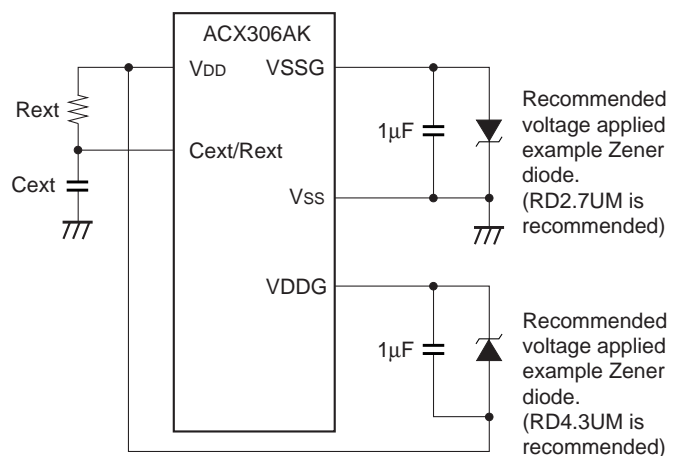 ACX306AK
VDD
VSSG
Rext
1μF
Recommended
voltage applied
example Zener
diode.
(RD2.7UM is
recommended)
Cext/Rext
Cext
VSS
VDDG
1μF
Recommended
voltage applied
example Zener
diode.
(RD4.3UM is
recommended)